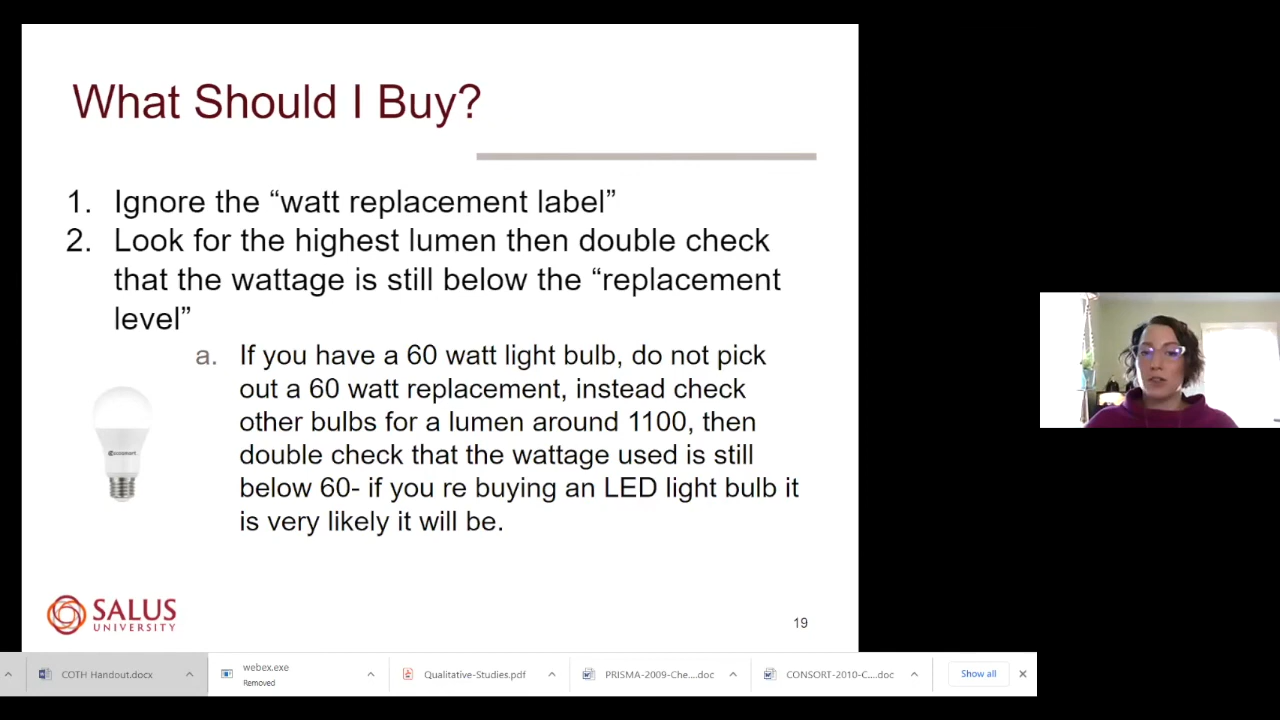 What Should I Buy?
1. Ignore the “watt replacement label”
2. Look for the highest lumen then double check
that the wattage is still below the “replacement
level”
a. If you have a 60 watt light bulb, do not pick
out a 60 watt replacement, instead check
other bulbs for a lumen around 1100, then
double check that the wattage used is still
below 60- if you re buying an LED light bulb it
is very likely it will be.
SALUS
UNIVERSITY
19
COTH Handout.docx
webex.exe
Removed
Qualitative-Studies.pdf
PRISMA-2009-Che....doc
CONSORT-2010-C....doc
Show all